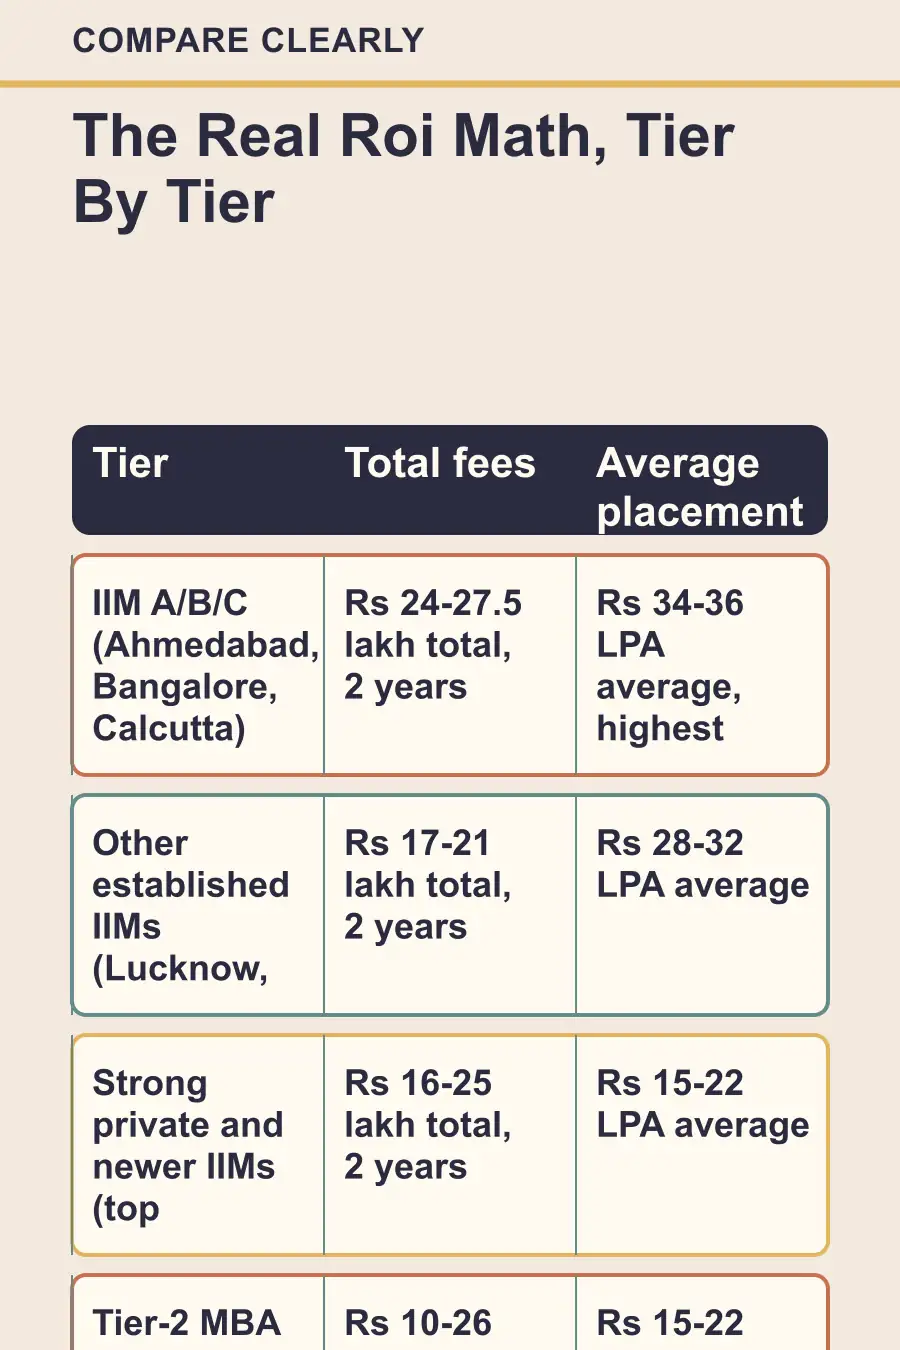 COMPARE CLEARLY
The Real Roi Math, Tier
By Tier
Tier
Total fees
Average
placement
IIM A/B/C
(Ahmedabad,
Bangalore,
Calcutta)
Rs 24-27.5
lakh total,
2 years
Rs 34-36
LPA
average,
highest
Other
established
IIMs
(Lucknow,
Rs 17-21
lakh total,
2 years
Rs 28-32
LPA average
Strong
private and
newer IIMs
(top
Rs 16-25
lakh total,
2 years
Rs 15-22
LPA average
Tier-2 MBA
Rs 10-26
Rs 15-22